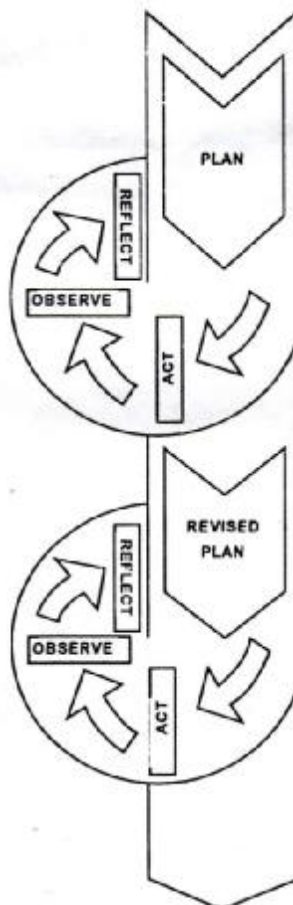 PLAN
REFLECT
OBSERVE
ACT
REVISED
PLAN
REFLECT
OBSERVE
ACT